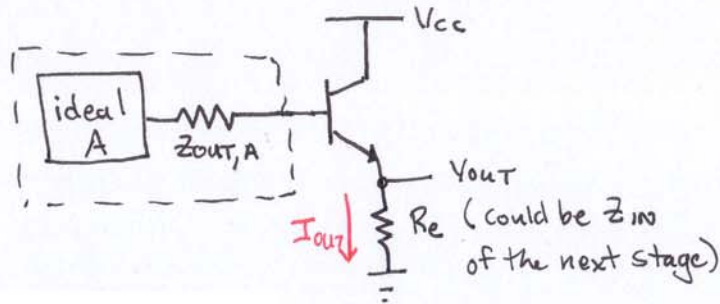 Vcc
ideal
A
ZOUT,A
VOUT
IOUT
Re (could be ZIN
of the next stage)